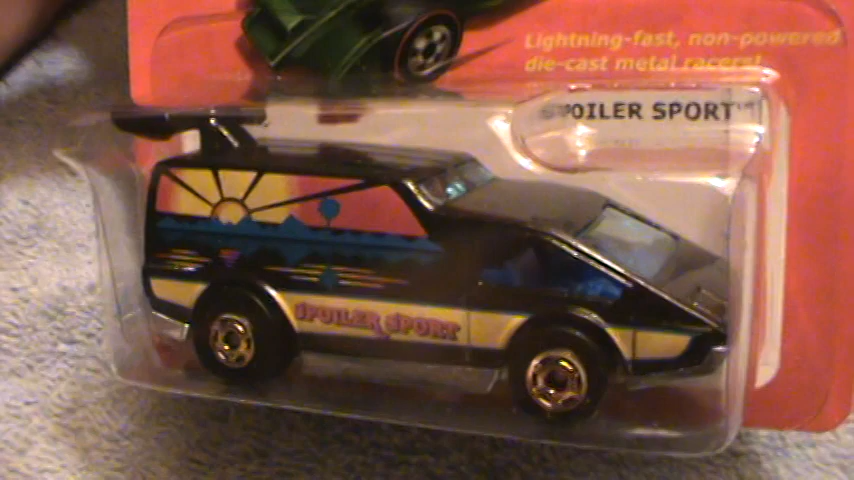 Lightning-fast, non-powered
die-cast metal racers!
SPOILER SPORT™
SPOILER SPORT